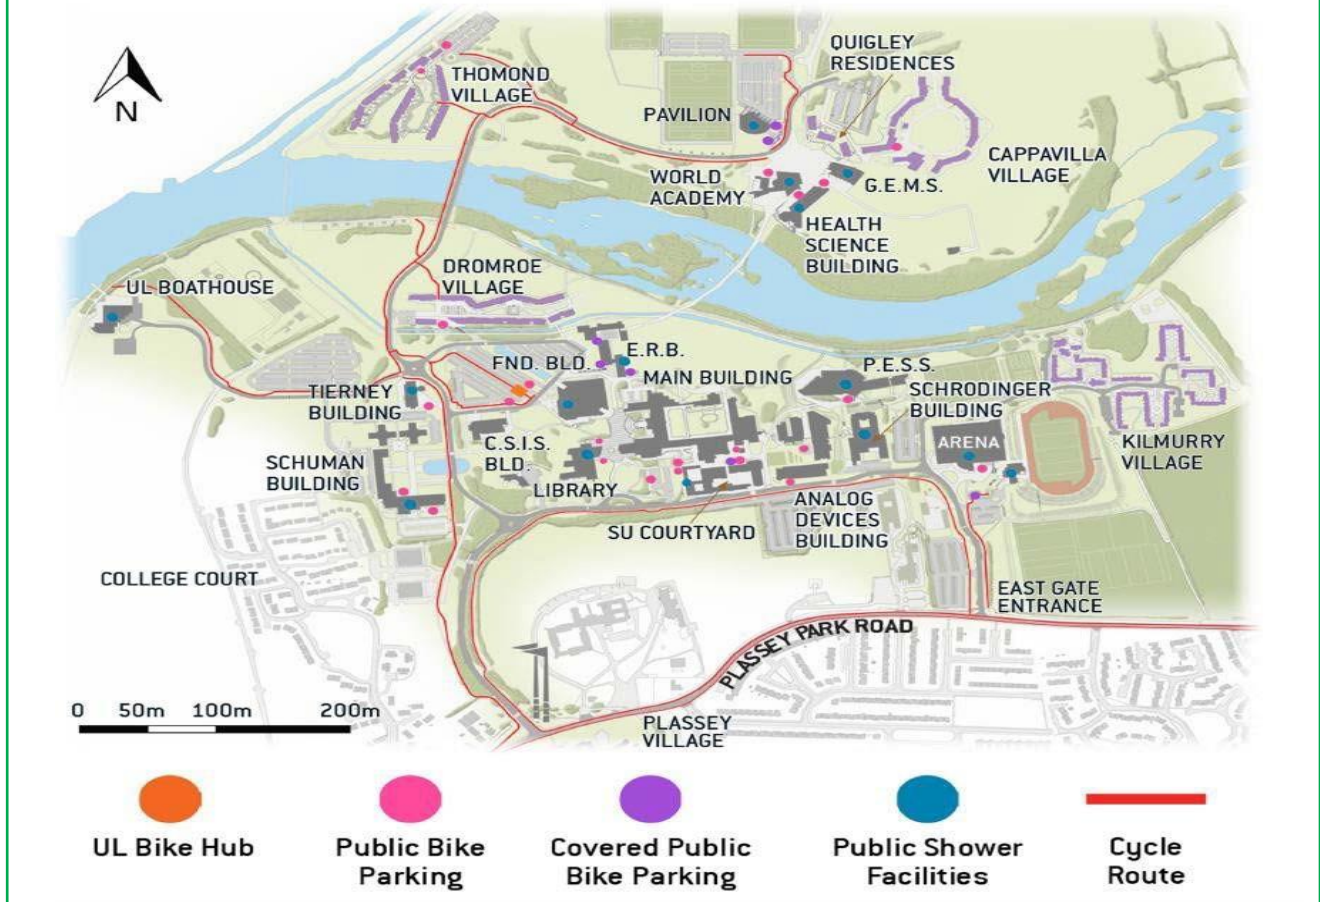 QUIGLEY
RESIDENCES
THOMOND
VILLAGE
N
PAVILION
CAPPAVILLA
VILLAGE
WORLD
ACADEMY
G.E.M.S.
HEALTH
SCIENCE
BUILDING
DROMROE
VILLAGE
UL BOATHOUSE
E.R.B.
FND. BLD.
P.E.S.S.
MAIN BUILDING
SCHRODINGER
BUILDING
TIERNEY
BUILDING
ARENA
KILMURRY
VILLAGE
C.S.I.S.
BLD.
SCHUMAN
BUILDING
LIBRARY
ANALOG
DEVICES
BUILDING
SU COURTYARD
COLLEGE COURT
EAST GATE
ENTRANCE
PLASSEY PARK ROAD
0 50m 100m 200m
PLASSEY
VILLAGE
UL Bike Hub
Public Bike
Parking
Covered Public
Bike Parking
Public Shower
Facilities
Cycle
Route